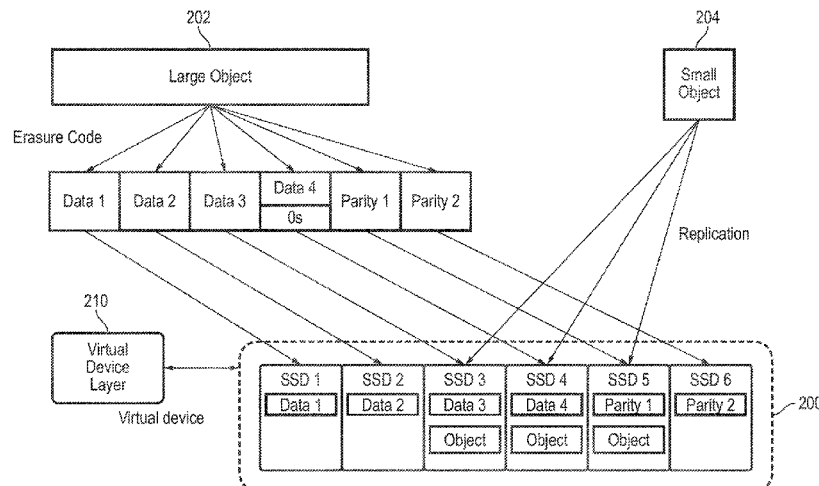 202
204
Large Object
Small
Object
Erasure Code
Data 1
Data 2
Data 3
Data 4
0s
Parity 1
Parity 2
Replication
210
Virtual
Device
Layer
Virtual device
SSD 1
SSD 2
SSD 3
SSD 4
SSD 5
SSD 6
Data 1
Data 2
Data 3
Data 4
Parity 1
Parity 2
200
Object
Object
Object